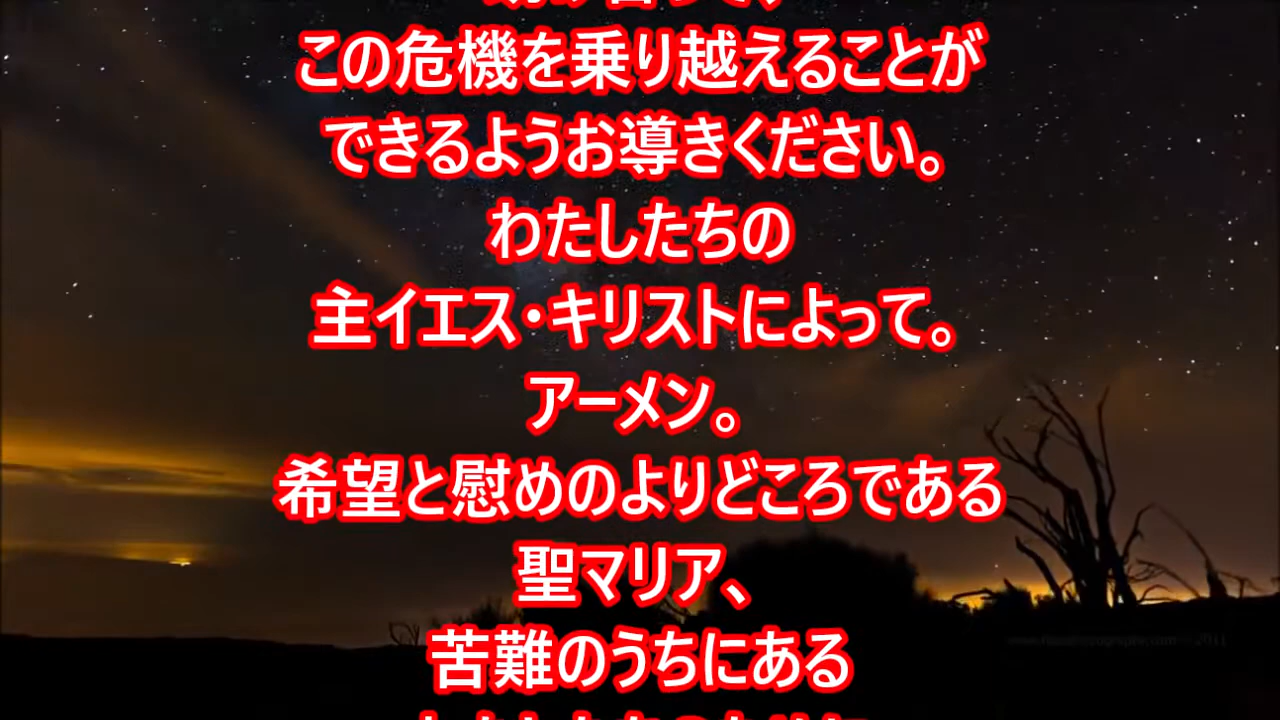 この危機を乗り越えることが
できるようお導きください。
わたしたちの
主イエス・キリストによって。
アーメン。
希望と慰めのよりどころである
聖マリア、
苦難のうちにある